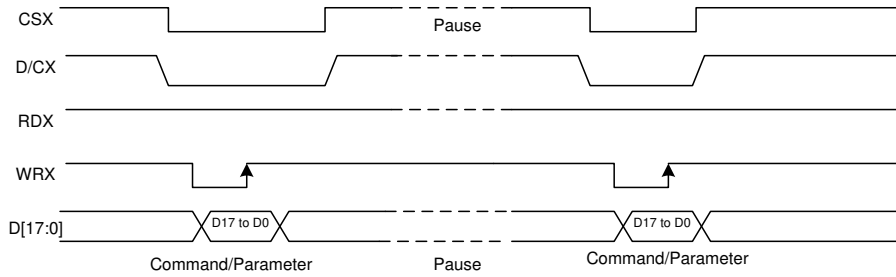 CSX
Pause
D/CX
RDX
WRX
D[17:0]
D17 to D0
D17 to D0
Command/Parameter
Pause
Command/Parameter